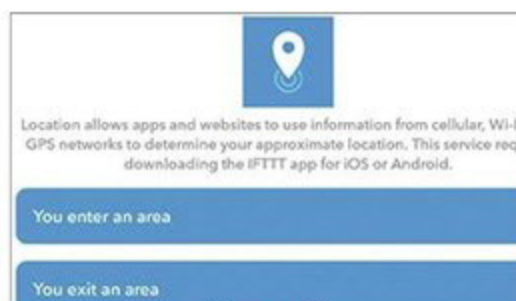 Location allows apps and websites to use information from cellular, Wi-
GPS networks to determine your approximate location. This service
downloading the IFTTT app for iOS or Android.
You enter an area
You exit an area